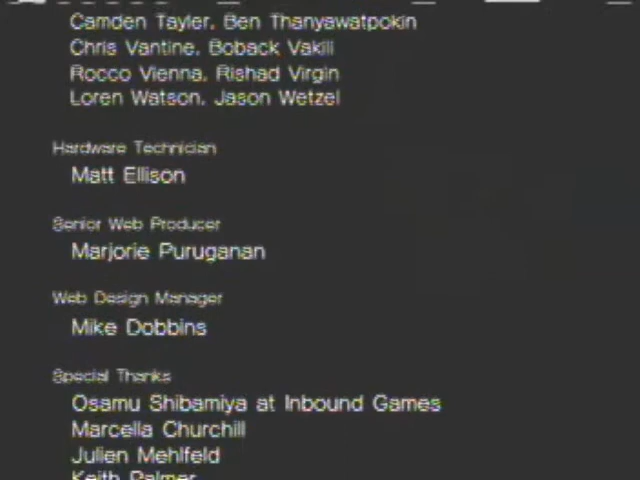 Camden Tayler, Ben Thanyawatpokin
Chris Vantine, Boback Vakili
Rocco Vienna, Rishad Virgin
Loren Watson, Jason Wetzel
Hardware Technician
Matt Ellison
Senior Web Producer
Marjorie Puruganan
Web Design Manager
Mike Dobbins
Special Thanks
Osamu Shibamiya at Inbound Games
Marcella Churchill
Julien Mehlfeld
Keith Palmer